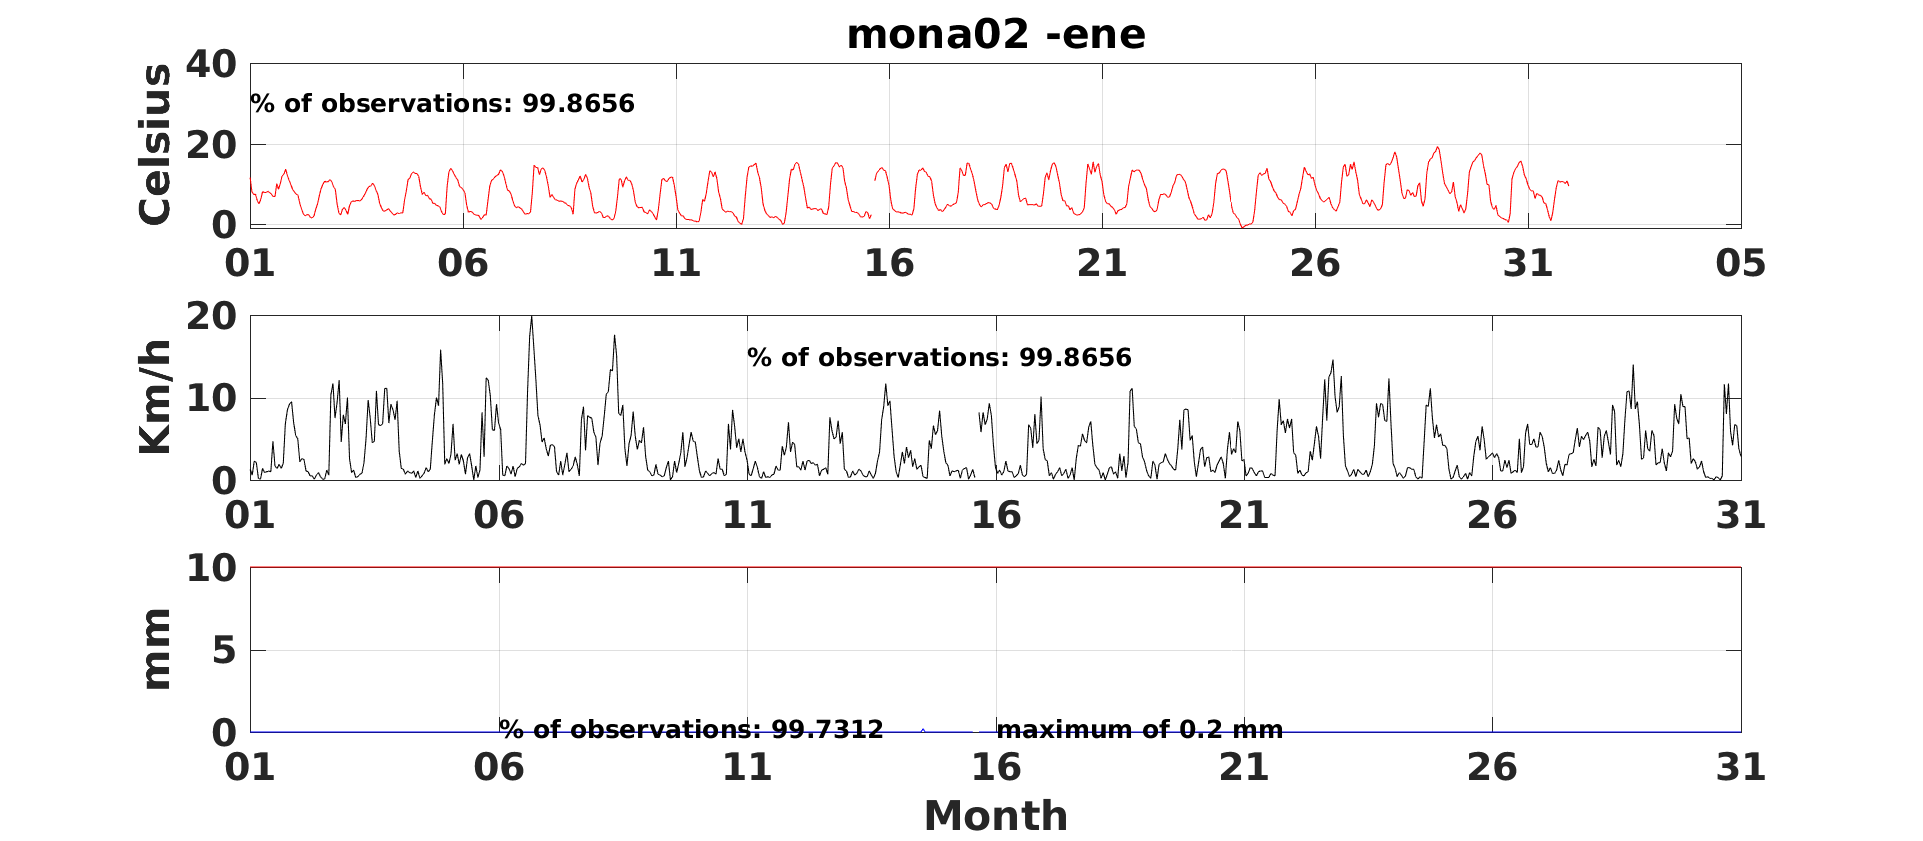 mona02 -ene
40
20
0
Celsius
% of observations: 99.8656
01 06 11 16 21 26 31 05
20
10
0
Km/h
% of observations: 99.8656
01 06 11 16 21 26 31
10
5
0
mm
% of observations: 99.7312 maximum of 0.2 mm
01 06 11 16 21 26 31
Month